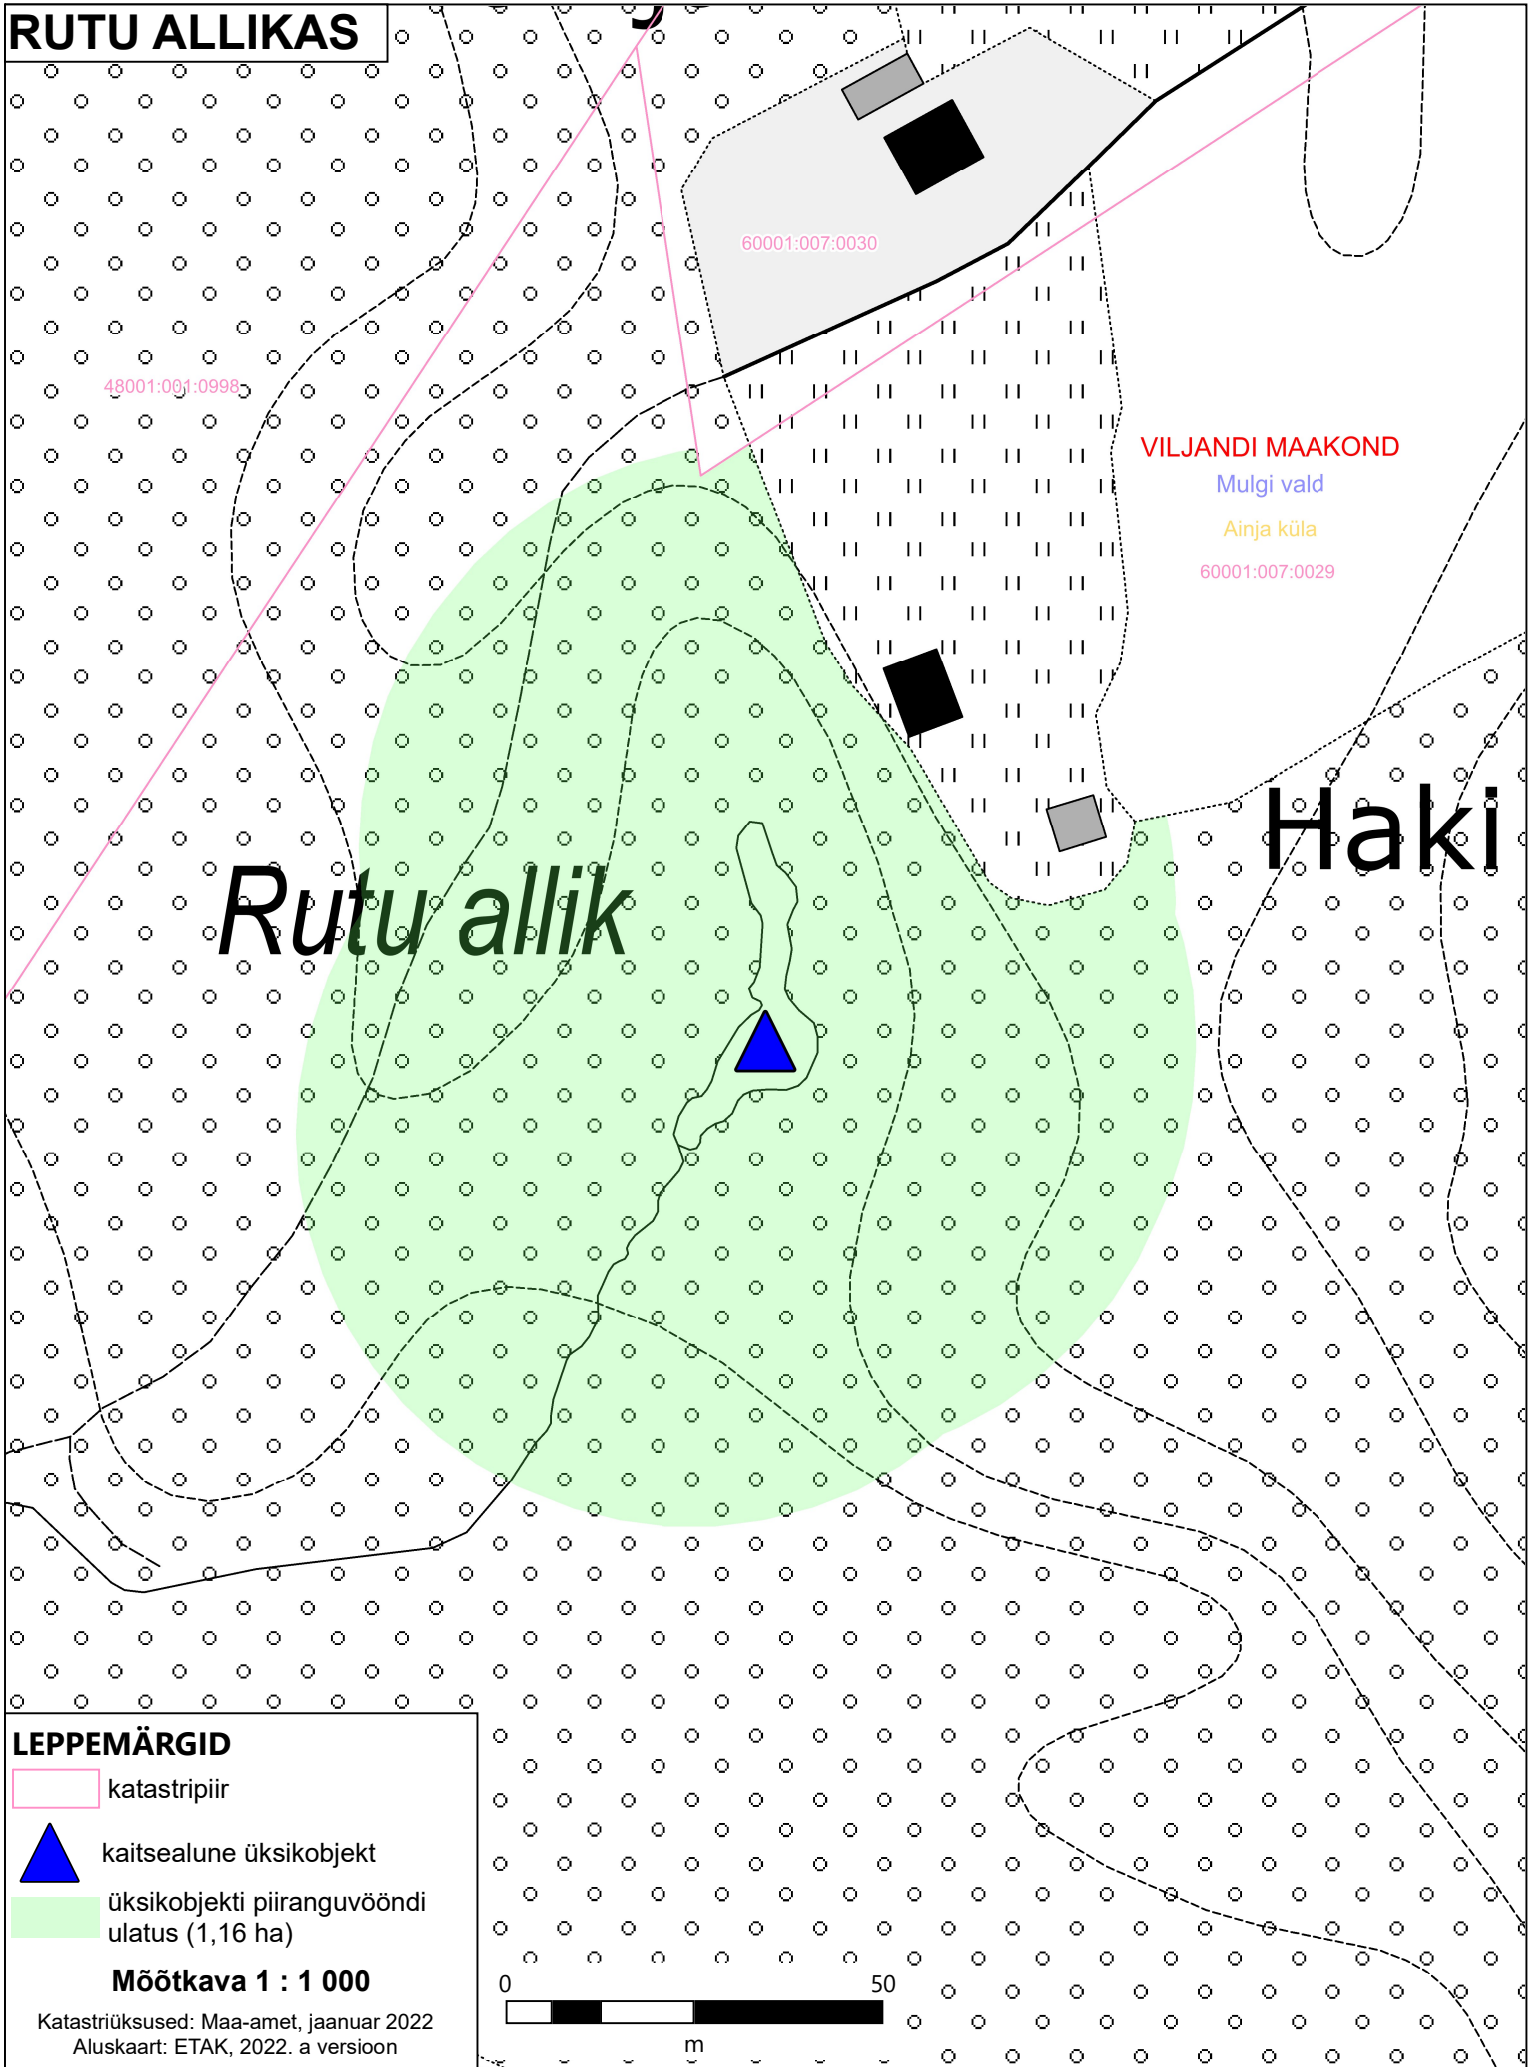 RUTU ALLIKAS
60001:007:0030
48001:001:0998
VILJANDI MAAKOND
Mulgi vald
Ainja küla
60001:007:0029
Haki
Rutu allik
LEPPEMÄRGID
katastripiir
kaitsealune üksikobjekt
üksikobjekti piiranguvööndi
ulatus (1,16 ha)
Mõõtkava 1 : 1 000
Katastriüksused: Maa-amet, jaanuar 2022
Aluskaart: ETAK, 2022. a versioon
0 50
m